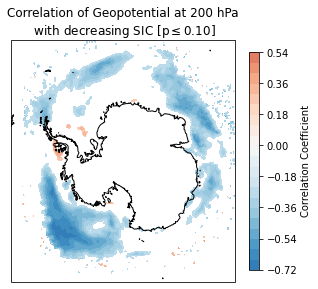 Correlation of Geopotential at 200 hPa
with decreasing SIC [p ≤ 0.10]
0.54
0.36
0.18
0.00
−0.18
−0.36
−0.54
−0.72
Correlation Coefficient